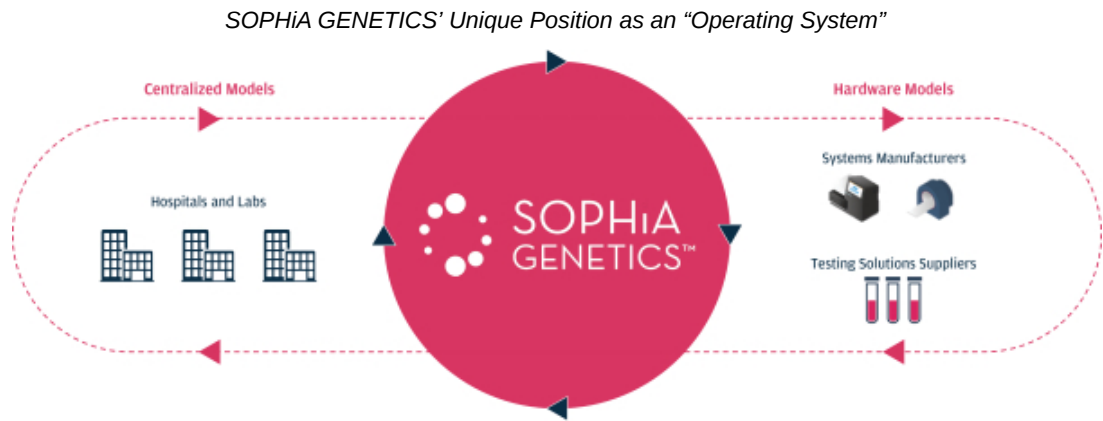 SOPHiA GENETICS’ Unique Position as an “Operating System”
Centralized Models
Hardware Models
Systems Manufacturers
Hospitals and Labs
SOPHiA
GENETICS™
Testing Solutions Suppliers